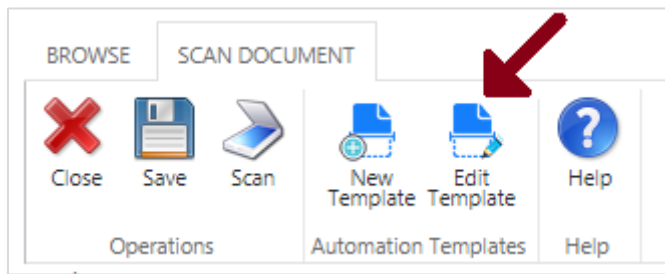 BROWSE SCAN DOCUMENT
Close Save Scan New Template Edit Template Help
Operations Automation Templates Help